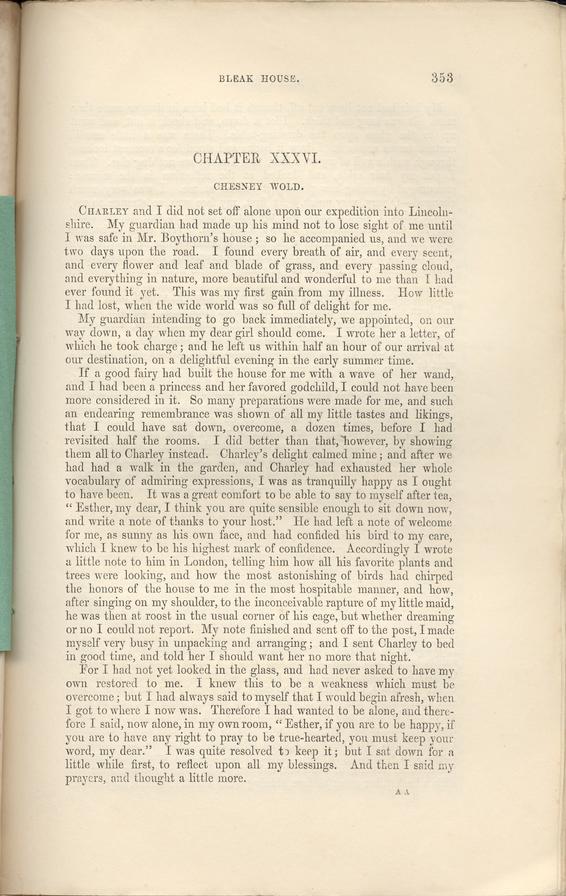 BLEAK HOUSE. 353
CHAPTER XXXVI.
CHESNEY WOLD.
CHARLEY and I did not set off alone upon our expedition into Lincoln-
shire. My guardian had made up his mind not to lose sight of me until
I was safe in Mr. Boythorn's house ; so he accompanied us, and we were
two days upon the road. I found every breath of air, and every scent,
and every flower and leaf and blade of grass, and every passing cloud,
and everything in nature, more beautiful and wonderful to me than I had
ever found it yet. This was my first gain from my illness. How little
I had lost, when the wide world was so full of delight for me.
My guardian intending to go back immediately, we appointed, on our
way down, a day when my dear girl should come. I wrote her a letter, of
which he took charge ; and he left us within half an hour of our arrival at
our destination, on a delightful evening in the early summer time.
If a good fairy had built the house for me with a wave of her wand,
and I had been a princess and her favored godchild, I could not have been
more considered in it. So many preparations were made for me, and such
an endearing remembrance was shown of all my little tastes and likings,
that I could have sat down, overcome, a dozen times, before I had
revisited half the rooms. I did better than that, however, by showing
them all to Charley instead. Charley's delight calmed mine ; and after we
had had a walk in the garden, and Charley had exhausted her whole
vocabulary of admiring expressions, I was as tranquilly happy as I ought
to have been. It was a great comfort to be able to say to myself after tea,
“ Esther, my dear, I think you are quite sensible enough to sit down now,
and write a note of thanks to your host.” He had left a note of welcome
for me, as sunny as his own face, and had confided his bird to my care,
which I knew to be his highest mark of confidence. Accordingly I wrote
a little note to him in London, telling him how all his favorite plants and
trees were looking, and how the most astonishing of birds had chirped
the honors of the house to me in the most hospitable manner, and how,
after singing on my shoulder, to the inconceivable rapture of my little maid,
he was then at roost in the usual corner of his cage, but whether dreaming
or no I could not report. My note finished and sent off to the post, I made
myself very busy in unpacking and arranging ; and I sent Charley to bed
in good time, and told her I should want her no more that night.
For I had not yet looked in the glass, and had never asked to have my
own restored to me. I knew this to be a weakness which must be
overcome ; but I had always said to myself that I would begin afresh, when
I got to where I now was. Therefore I had wanted to be alone, and there-
fore I said, now alone, in my own room, “ Esther, if you are to be happy, if
you are to have any right to pray to be true-hearted, you must keep your
word, my dear.” I was quite resolved to keep it ; but I sat down for a
little while first, to reflect upon all my blessings. And then I said my
prayers, and thought a little more.
A A